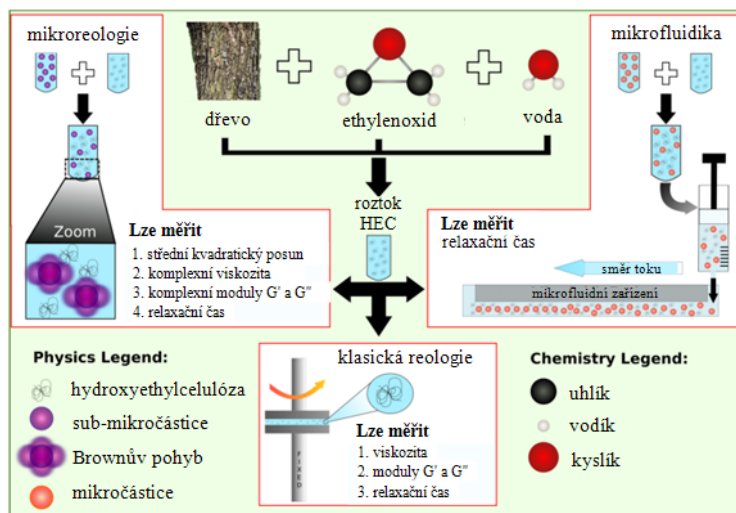 mikroreologie
mikrofluidika
dřevo
ethylenoxid
voda
roztok
HEC
Zoom
Lze měřit
1. střední kvadratický posun
2. komplexní viskozita
3. komplexní moduly G' a G"
4. relaxační čas
Lze měřit
relaxační čas
směr toku
mikrofluidní zařízení
klasická reologie
FIXED
Lze měřit
1. viskozita
2. moduly G' a G"
3. relaxační čas
Physics Legend:
hydroxyethylcelulóza
sub-mikročástice
Brownův pohyb
mikročástice
Chemistry Legend:
uhlík
vodík
kyslík